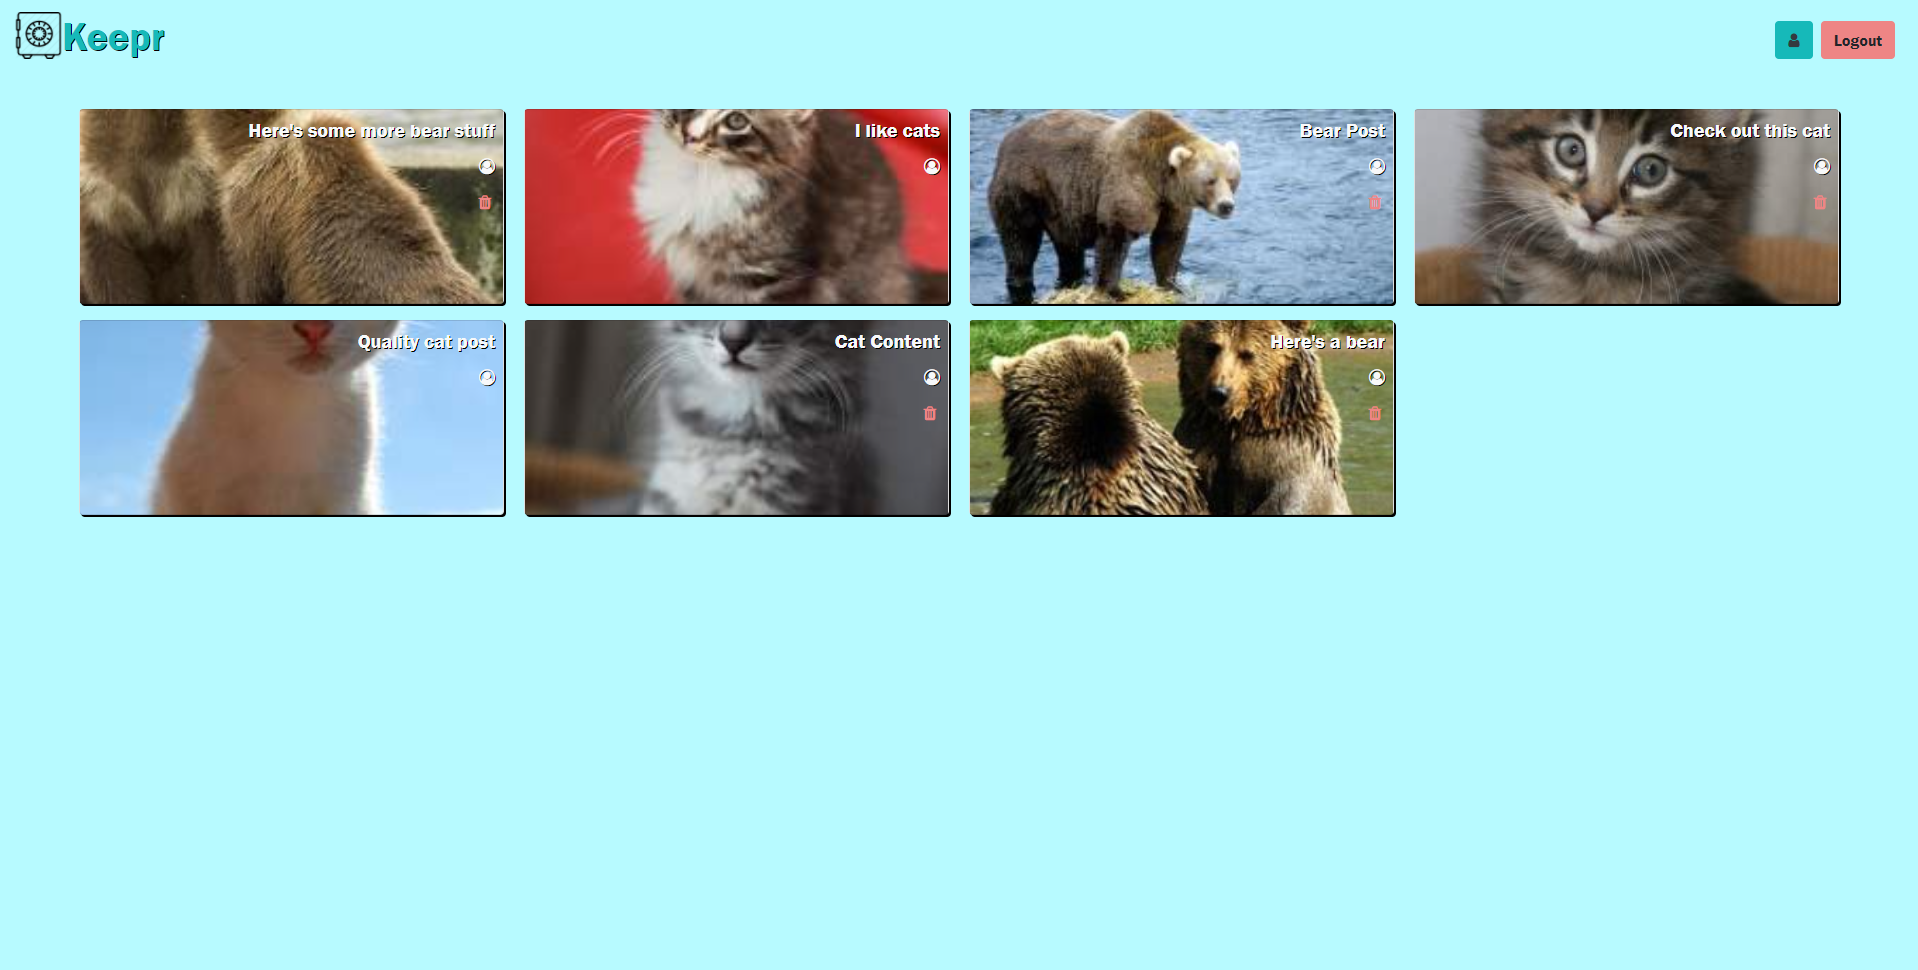 Keepr
Logout
Here's some more bear stuff
I like cats
Bear Post
Check out this cat
Quality cat post
Cat Content
Here's a bear